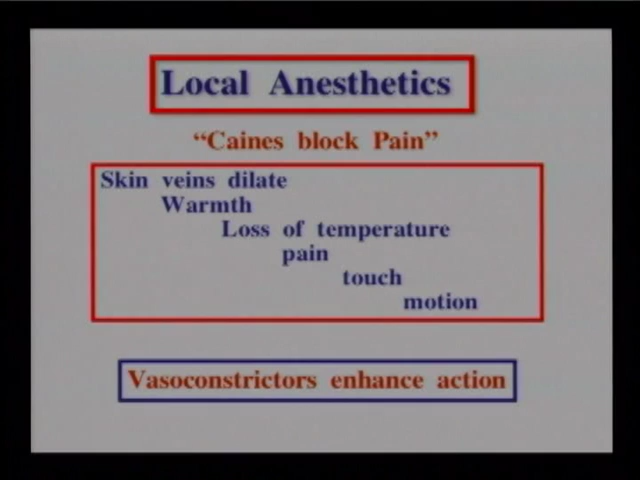 Local Anesthetics
“Caines block Pain”
Skin veins dilate
Warmth
Loss of temperature
pain
touch
motion
Vasoconstrictors enhance action